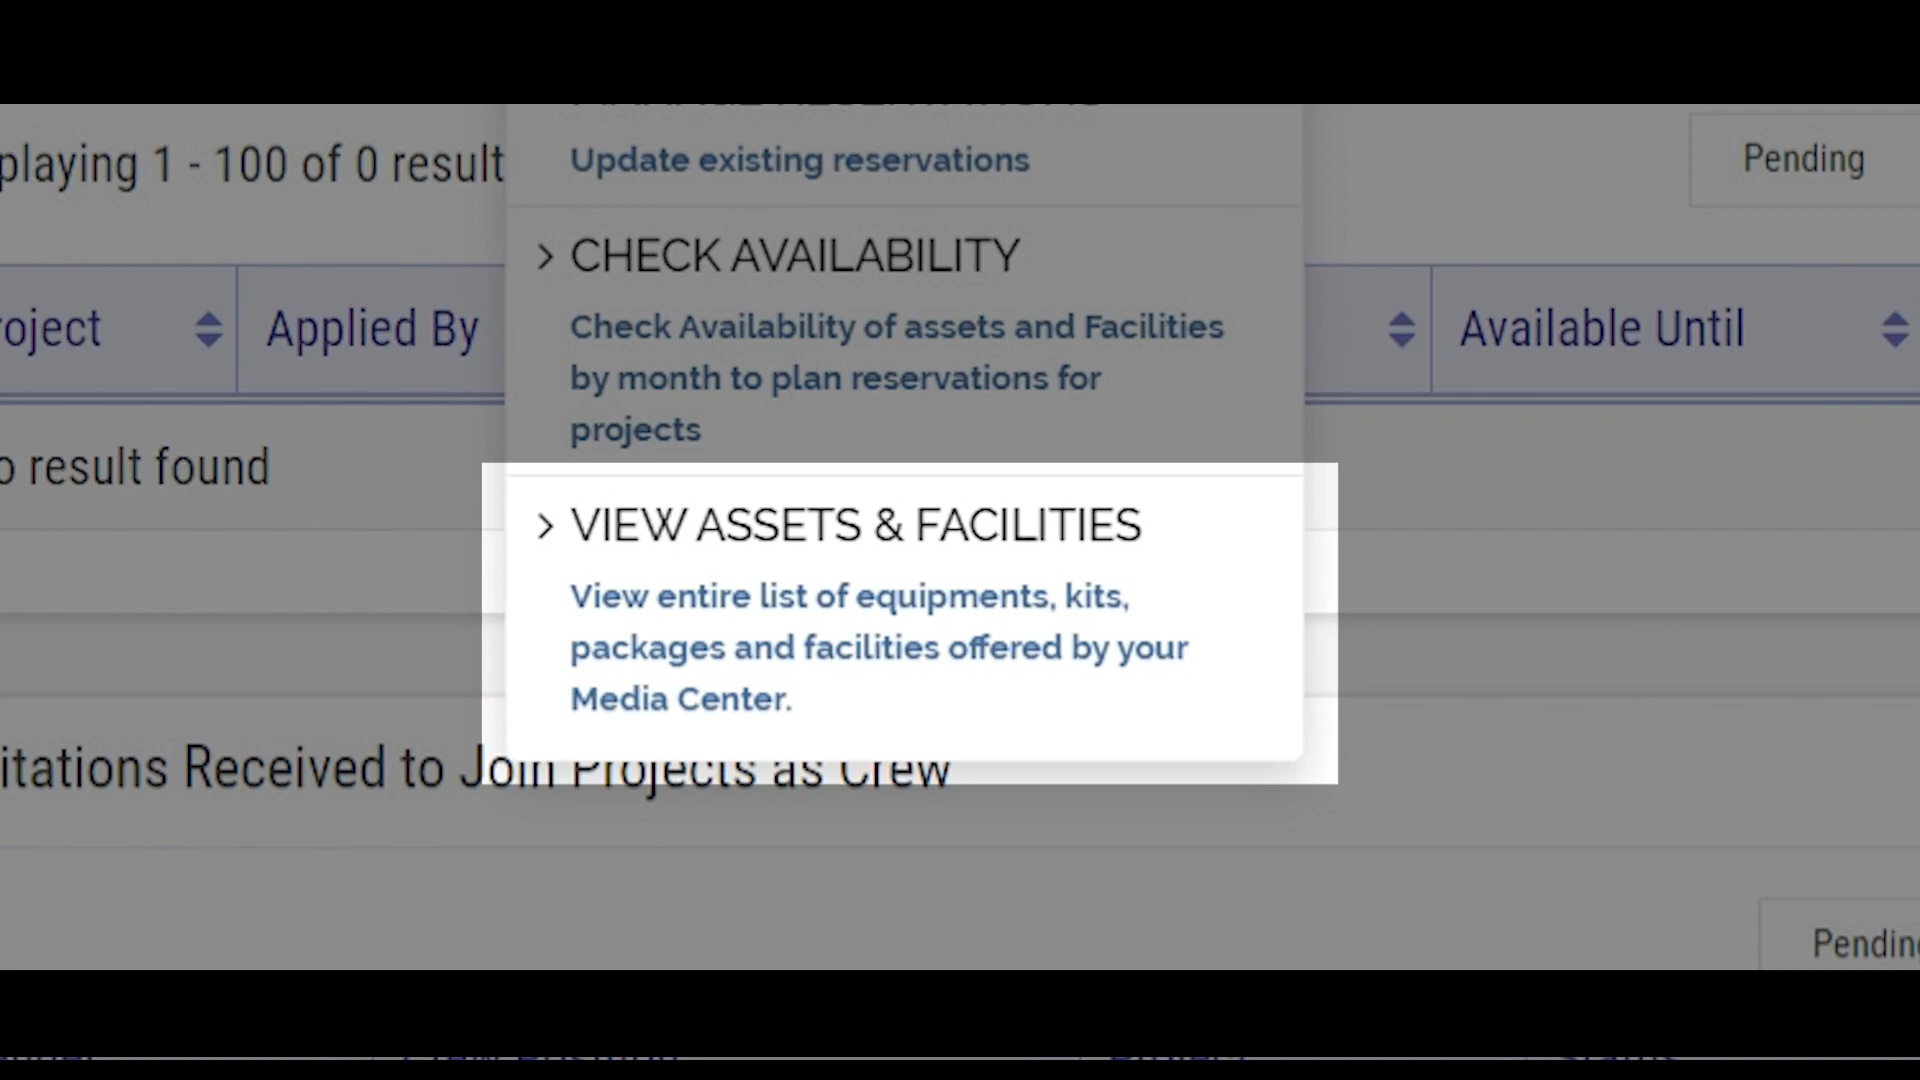 Update existing reservations
playing 1 - 100 of 0 result
Pending
> CHECK AVAILABILITY
Check Availability of assets and Facilities
by month to plan reservations for
projects
roject
Applied By
Available Until
o result found
> VIEW ASSETS & FACILITIES
View entire list of equipments, kits,
packages and facilities offered by your
Media Center.
itations Received to Join Projects as Crew
Pending